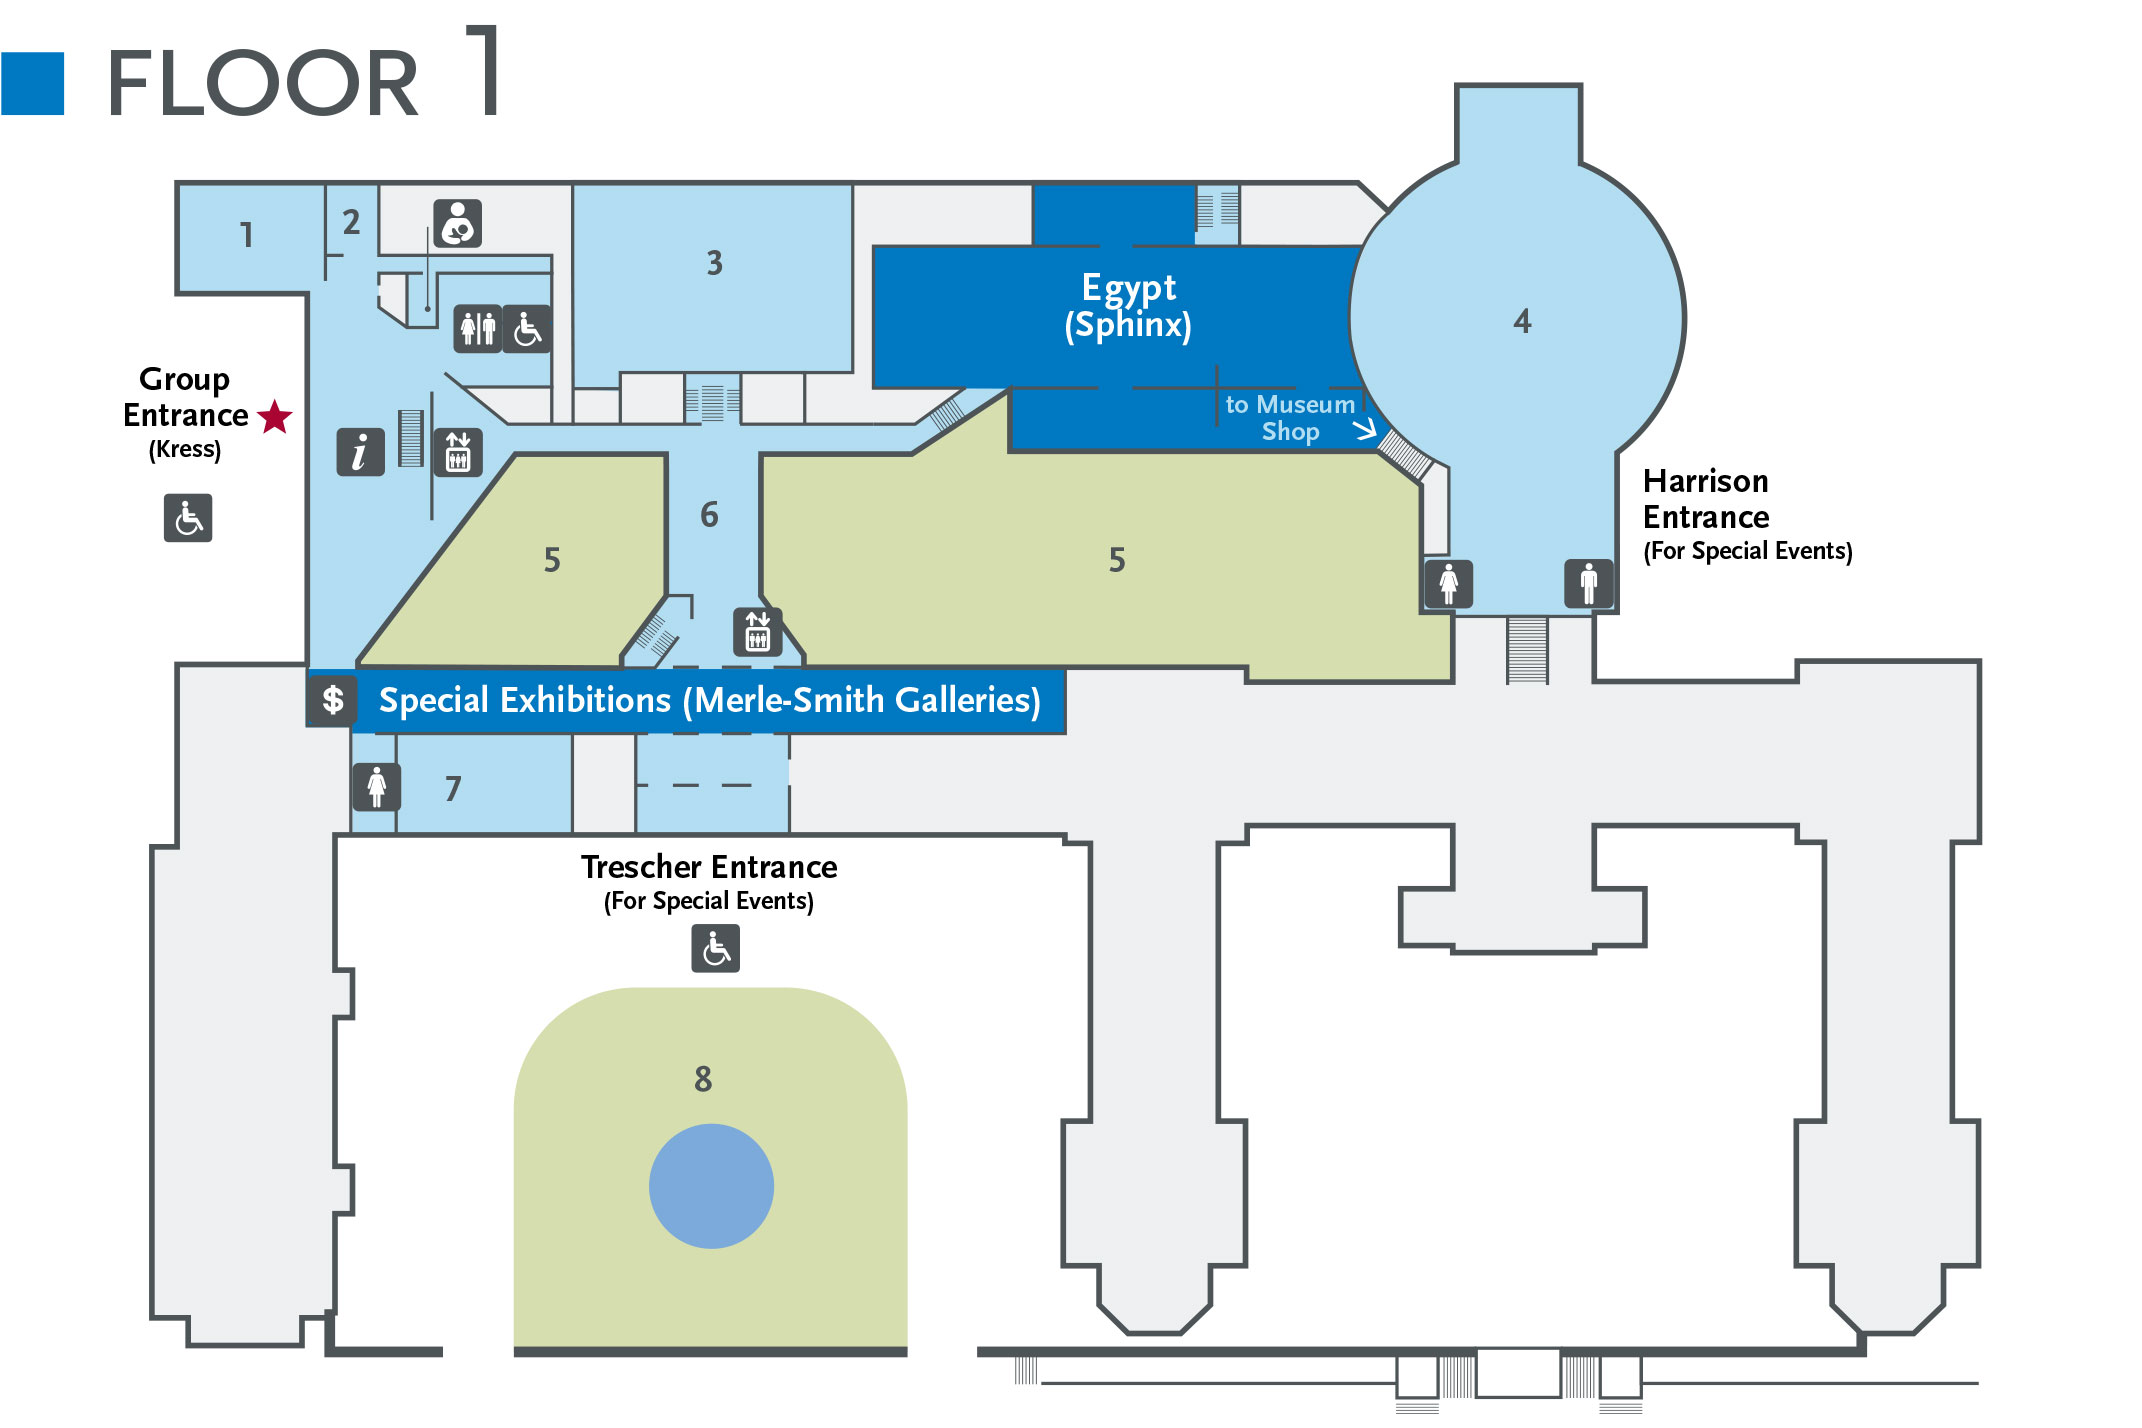 FLOOR 1
1
2
3
Egypt
(Sphinx)
4
Group
Entrance
(Kress)
to Museum
Shop
i
Harrison
Entrance
(For Special Events)
6
5
5
$
Special Exhibitions (Merle-Smith Galleries)
7
Trescher Entrance
(For Special Events)
8